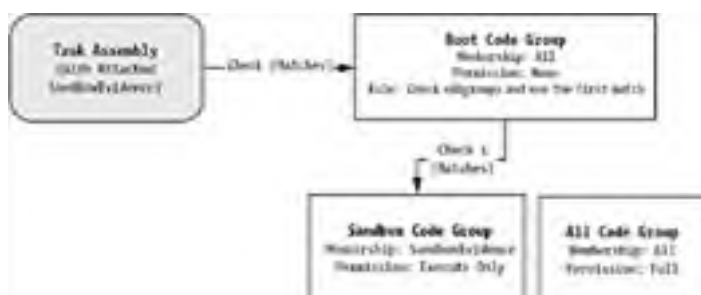 Task Assembly
(with Attached
SandboxEvidence)
Check (Matches)
Root Code Group
Membership: All
Permission: None
Rule: Check subgroups and use the first match
Check 1
(Matches)
Sandbox Code Group
Membership: SandboxEvidence
Permission: Execute Only
All Code Group
Membership: All
Permission: Full